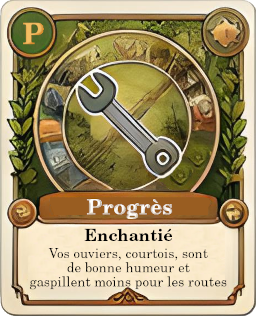 P
Progrès
Enchantié
Vos ouviers, courtois, sont
de bonne humeur et
gaspillent moins pour les routes